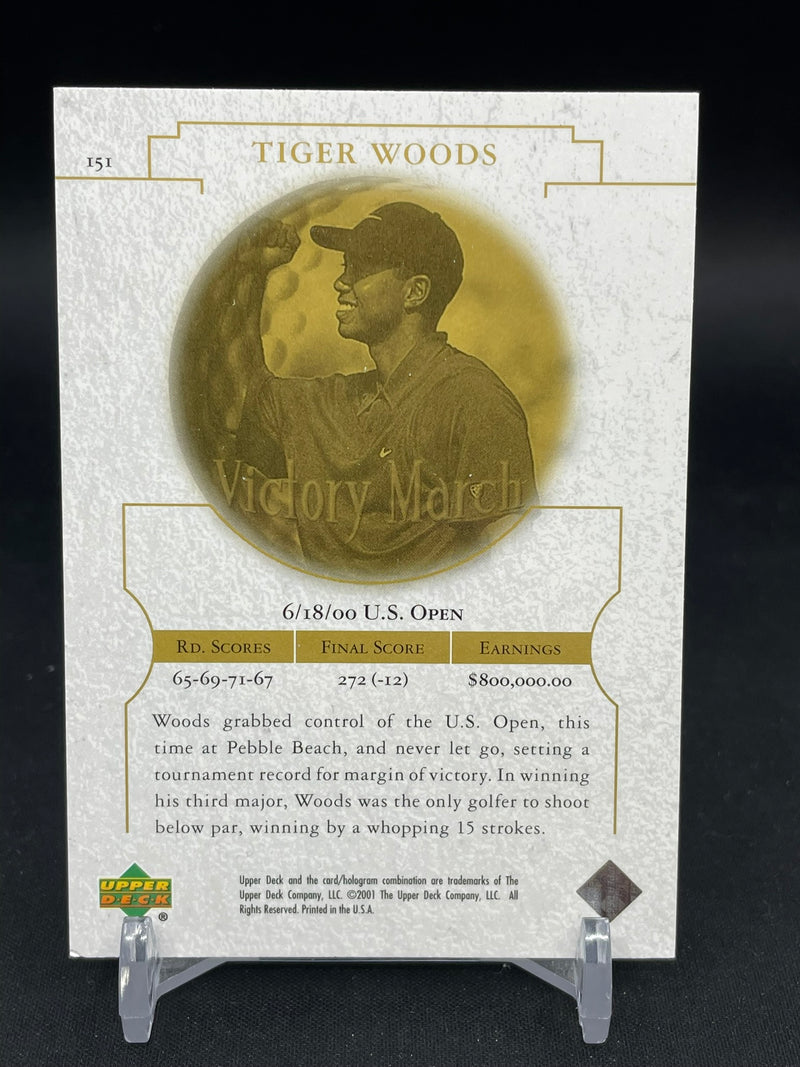 151
TIGER WOODS
Victory March
6/18/00 U.S. OPEN
RD. SCORES FINAL SCORE EARNINGS
65-69-71-67 272 (-12) $800,000.00
Woods grabbed control of the U.S. Open, this
time at Pebble Beach, and never let go, setting a
tournament record for margin of victory. In winning
his third major, Woods was the only golfer to shoot
below par, winning by a whopping 15 strokes.
UPPER
DECK
®
Upper Deck and the card/hologram combination are trademarks of The
Upper Deck Company, LLC. ©2001 The Upper Deck Company, LLC. All
Rights Reserved. Printed in the U.S.A.